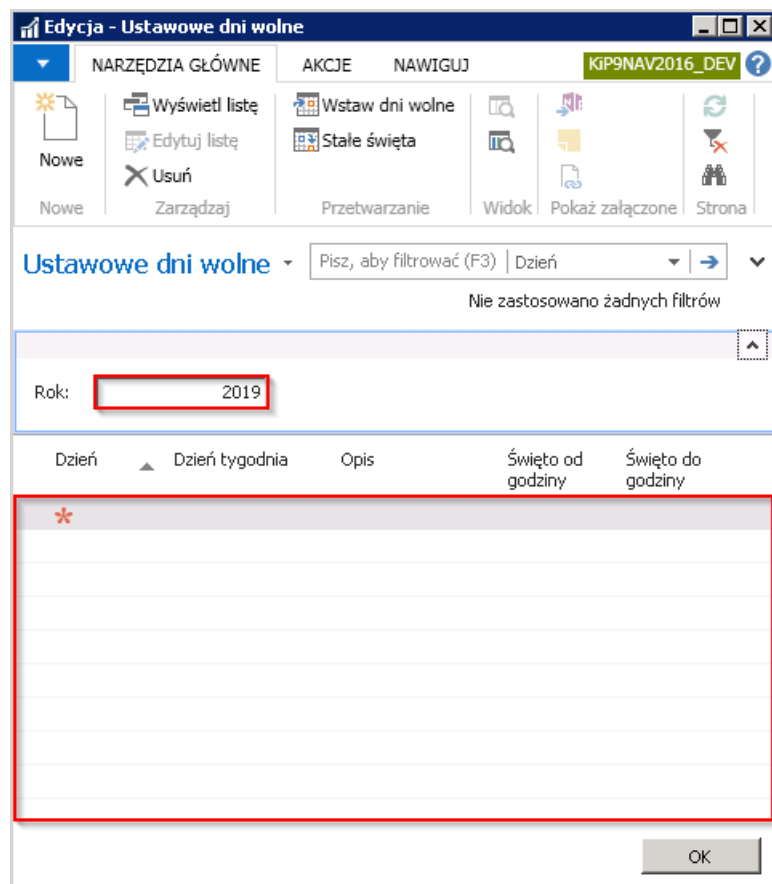 Edycja - Ustawowe dni wolne
NARZĘDZIA GŁÓWNE AKCJE NAWIGUJ KiP9NAV2016_DEV ?
Nowe
Wyświetl listę
Edytuj listę
Usuń
Wstaw dni wolne
Stałe święta
Nowe Zarządzaj Przetwarzanie Widok Pokaż załączone Strona
Ustawowe dni wolne Pisz, aby filtrować (F3) Dzień
Nie zastosowano żadnych filtrów
Rok: 2019
Dzień Dzień tygodnia Opis Święto od godziny Święto do godziny
OK